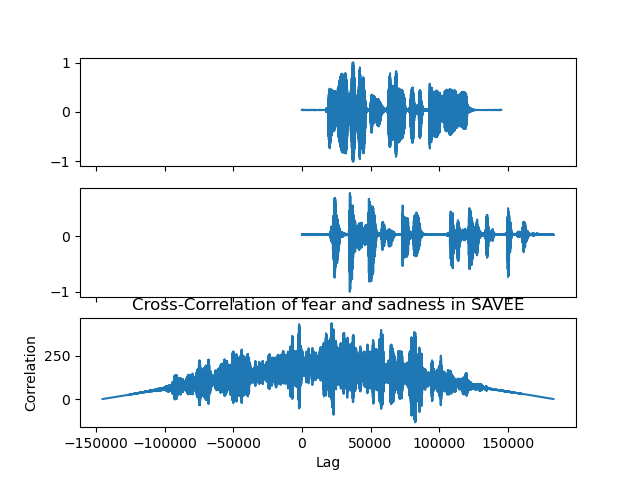 1
0
−1
0
−1
Cross-Correlation of fear and sadness in SAVEE
250
0
Correlation
−150000 −100000 −50000 0 50000 100000 150000
Lag